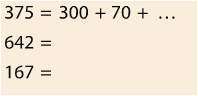 375 = 300 + 70 + ...
642 =
167 =